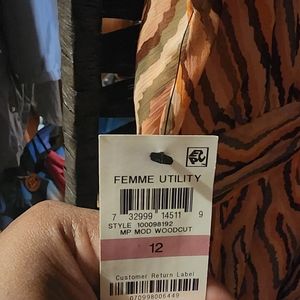 FEMME UTILITY
7 32999 14511 9
STYLE 100098192
MP MOD WOODCUT
12
Customer Return Label
070998006449